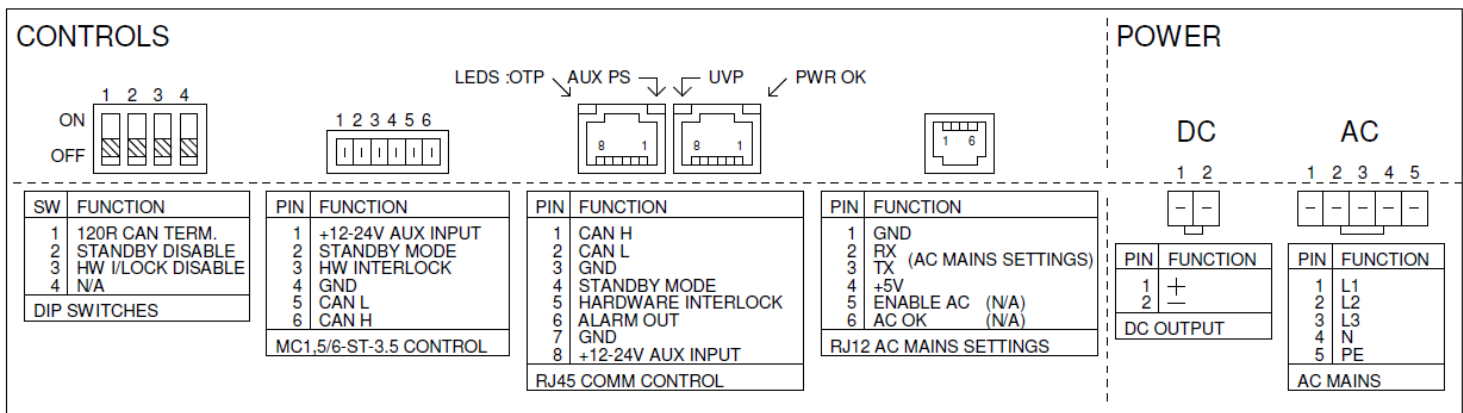 CONTROLS
POWER
LEDS :OTP AUX PS UVP PWR OK
1 2 3 4
ON
OFF
1 2 3 4 5 6
8 1
8 1
1 6
DC
AC
1 2
1 2 3 4 5
SW FUNCTION
1 120R CAN TERM.
2 STANDBY DISABLE
3 HW I/LOCK DISABLE
4 N/A
DIP SWITCHES
PIN FUNCTION
1 +12-24V AUX INPUT
2 STANDBY MODE
3 HW INTERLOCK
4 GND
5 CAN L
6 CAN H
MC1,5/6-ST-3.5 CONTROL
PIN FUNCTION
1 CAN H
2 CAN L
3 GND
4 STANDBY MODE
5 HARDWARE INTERLOCK
6 ALARM OUT
7 GND
8 +12-24V AUX INPUT
RJ45 COMM CONTROL
PIN FUNCTION
1 GND
2 RX
(AC MAINS SETTINGS)
3 TX
4 +5V
5 ENABLE AC (N/A)
6 AC OK (N/A)
RJ12 AC MAINS SETTINGS
PIN FUNCTION
1 +
2 −
DC OUTPUT
PIN FUNCTION
1 L1
2 L2
3 L3
4 N
5 PE
AC MAINS